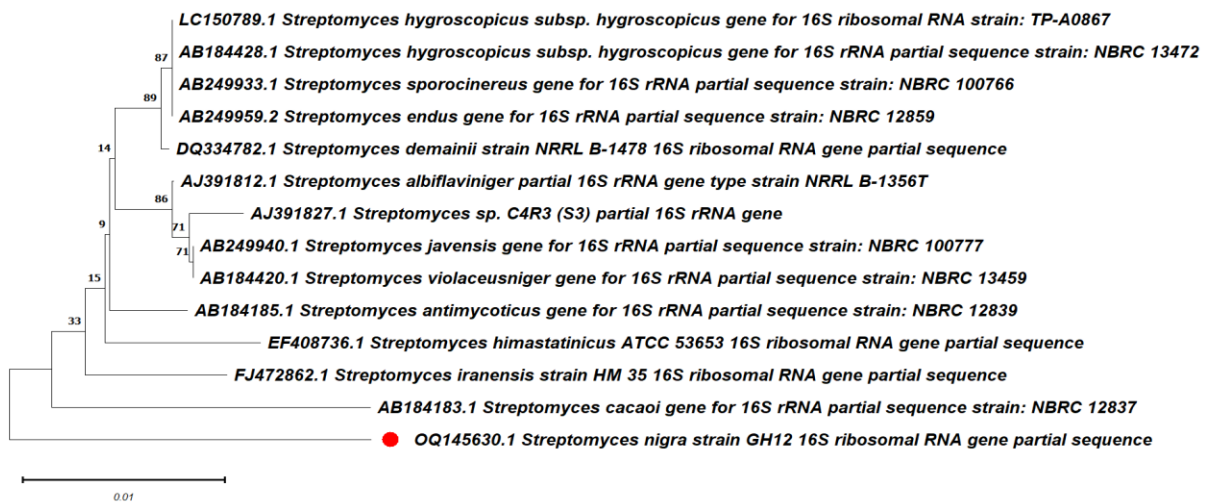 LC150789.1 Streptomyces hygroscopicus subsp. hygroscopicus gene for 16S ribosomal RNA strain: TP-A0867
87
AB184428.1 Streptomyces hygroscopicus subsp. hygroscopicus gene for 16S rRNA partial sequence strain: NBRC 13472
AB249933.1 Streptomyces sporocinereus gene for 16S rRNA partial sequence strain: NBRC 100766
89
AB249959.2 Streptomyces endus gene for 16S rRNA partial sequence strain: NBRC 12859
14
DQ334782.1 Streptomyces demainii strain NRRL B-1478 16S ribosomal RNA gene partial sequence
AJ391812.1 Streptomyces albiflaviniger partial 16S rRNA gene type strain NRRL B-1356T
86
AJ391827.1 Streptomyces sp. C4R3 (S3) partial 16S rRNA gene
9
71
AB249940.1 Streptomyces javensis gene for 16S rRNA partial sequence strain: NBRC 100777
71
AB184420.1 Streptomyces violaceusniger gene for 16S rRNA partial sequence strain: NBRC 13459
15
AB184185.1 Streptomyces antimycoticus gene for 16S rRNA partial sequence strain: NBRC 12839
33
EF408736.1 Streptomyces himastatinicus ATCC 53653 16S ribosomal RNA gene partial sequence
FJ472862.1 Streptomyces iranensis strain HM 35 16S ribosomal RNA gene partial sequence
AB184183.1 Streptomyces cacaoi gene for 16S rRNA partial sequence strain: NBRC 12837
OQ145630.1 Streptomyces nigra strain GH12 16S ribosomal RNA gene partial sequence
0.01